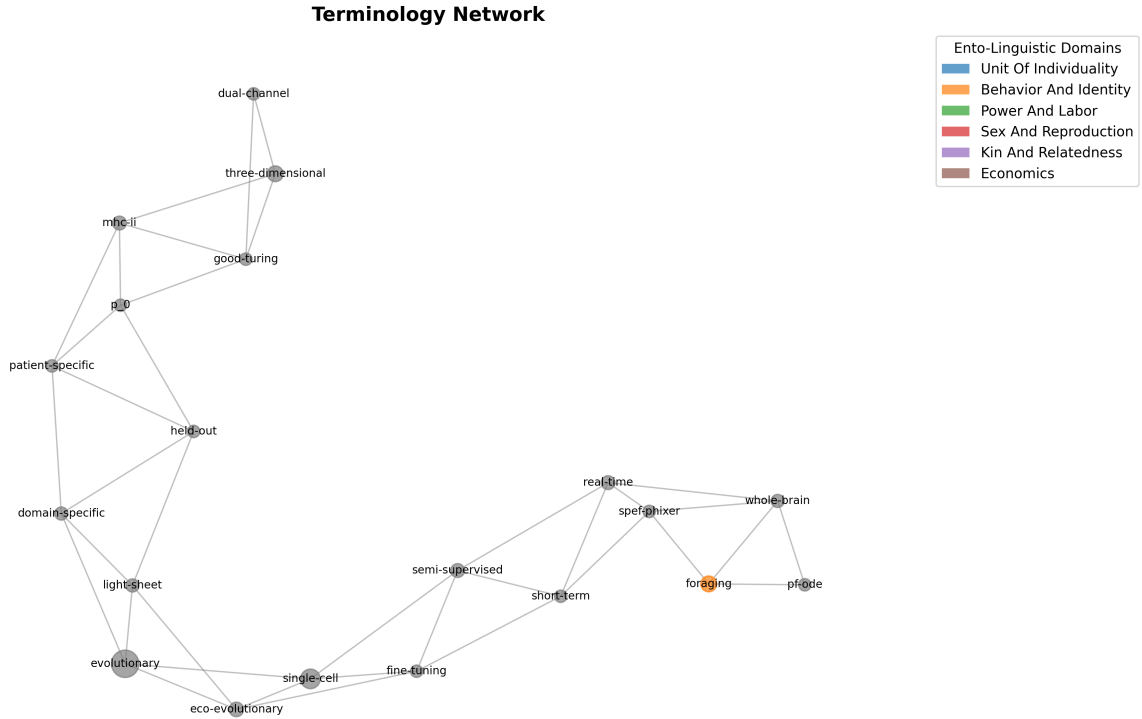 Terminology Network
Ento-Linguistic Domains
Unit Of Individuality
Behavior And Identity
Power And Labor
Sex And Reproduction
Kin And Relatedness
Economics
dual-channel
three-dimensional
mhc-ii
good-turing
p_0
patient-specific
held-out
real-time
whole-brain
spef-phixer
domain-specific
semi-supervised
foraging
pf-ode
light-sheet
short-term
evolutionary
fine-tuning
single-cell
eco-evolutionary